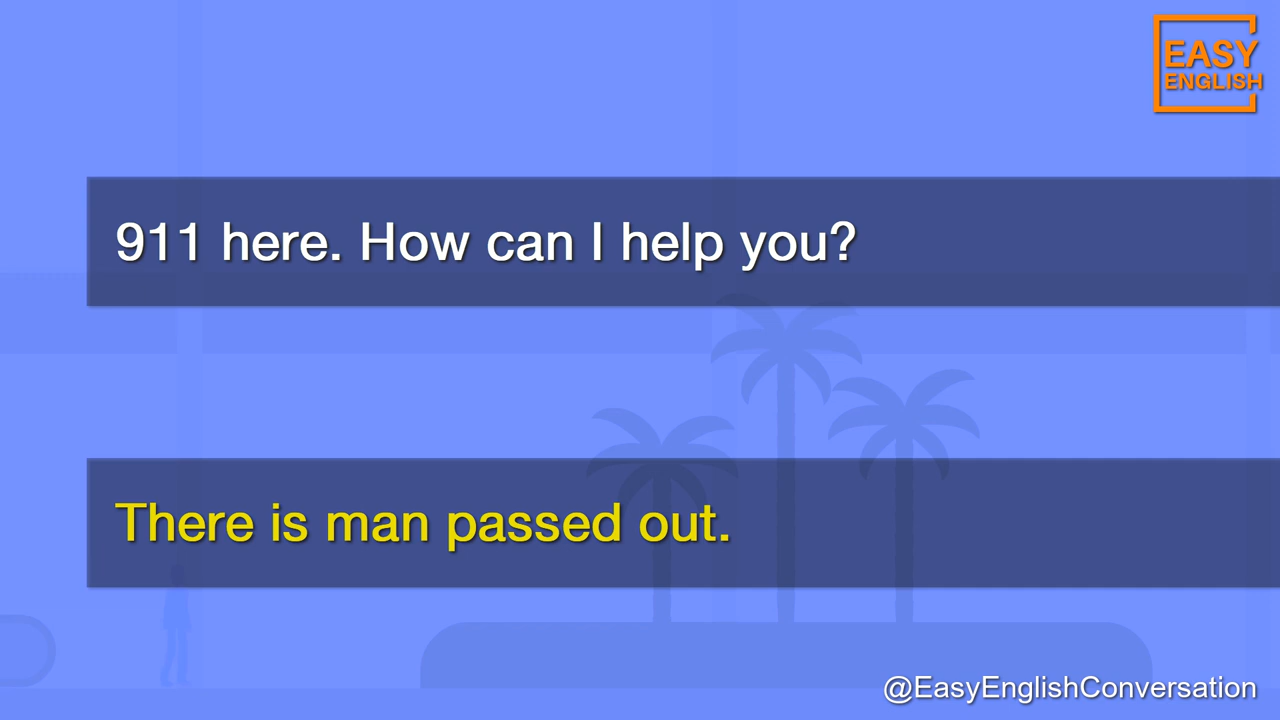 EASY
ENGLISH
911 here. How can I help you?
There is man passed out.
@EasyEnglishConversation